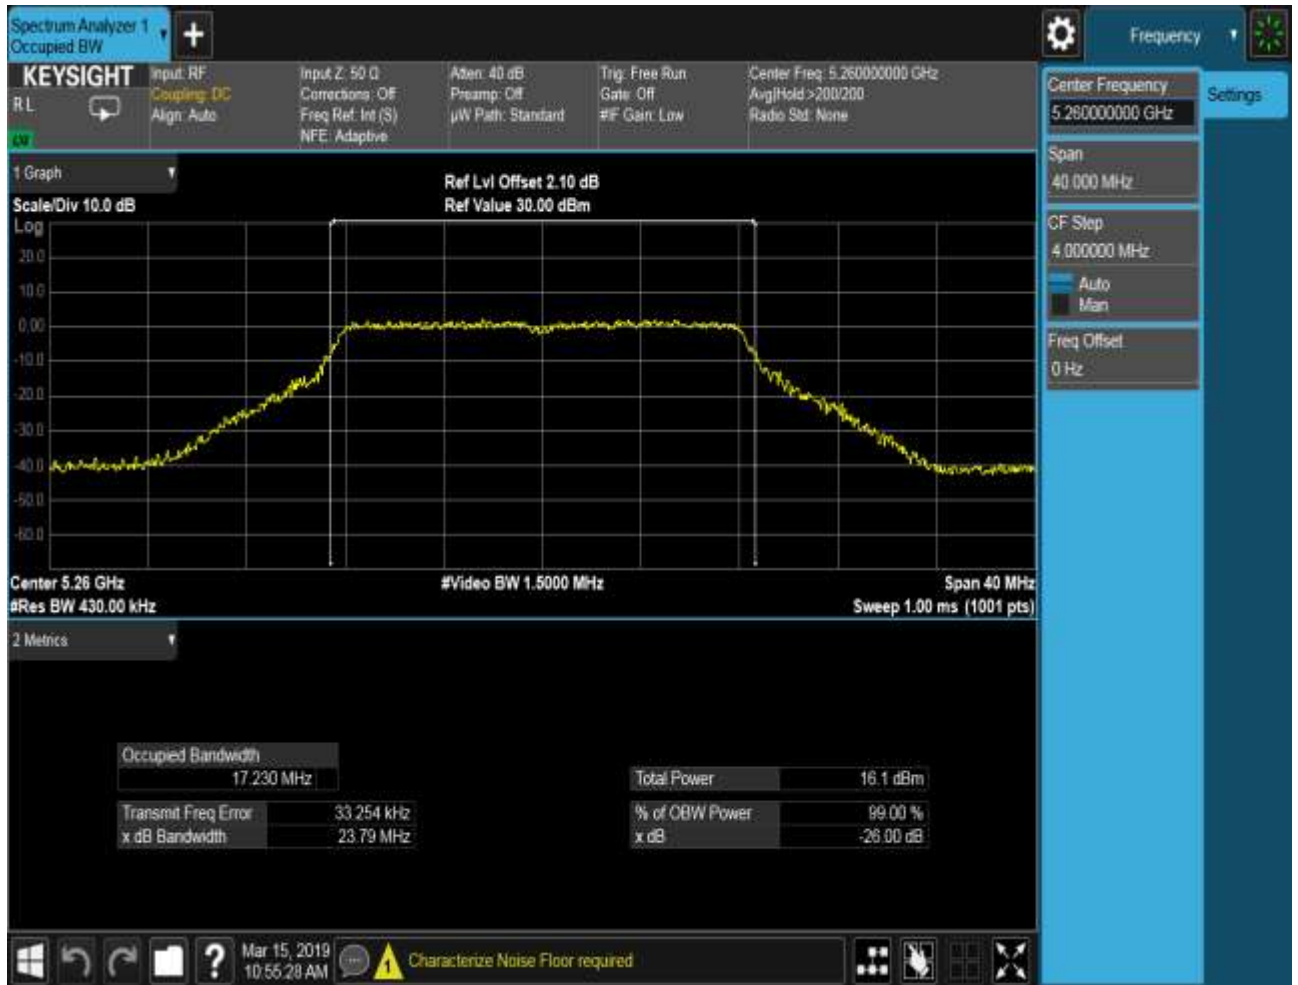 Spectrum Analyzer 1
Occupied BW
Frequency
KEYSIGHT
R L
Input: RF
Coupling: DC
Align: Auto
Input Z: 50 Ω
Corrections: Off
Freq Ref: Int (S)
NFE: Adaptive
Atten: 40 dB
Preamp: Off
µW Path: Standard
Trig: Free Run
Gate: Off
#IF Gain: Low
Center Freq: 5.260000000 GHz
Avg|Hold:>200/200
Radio Std: None
Center Frequency
5.260000000 GHz
Settings
Span
40.000 MHz
CF Step
4.000000 MHz
Auto
Man
Freq Offset
0 Hz
1 Graph
Scale/Div 10.0 dB
Ref Lvl Offset 2.10 dB
Ref Value 30.00 dBm
Log
20.0
10.0
0.00
-10.0
-20.0
-30.0
-40.0
-50.0
-60.0
Center 5.26 GHz
#Video BW 1.5000 MHz
Span 40 MHz
#Res BW 430.00 kHz
Sweep 1.00 ms (1001 pts)
2 Metrics
Occupied Bandwidth
17.230 MHz
Total Power 16.1 dBm
Transmit Freq Error 33.254 kHz
% of OBW Power 99.00 %
x dB Bandwidth 23.79 MHz
x dB -26.00 dB
Mar 15, 2019
10:55:28 AM
1
Characterize Noise Floor required